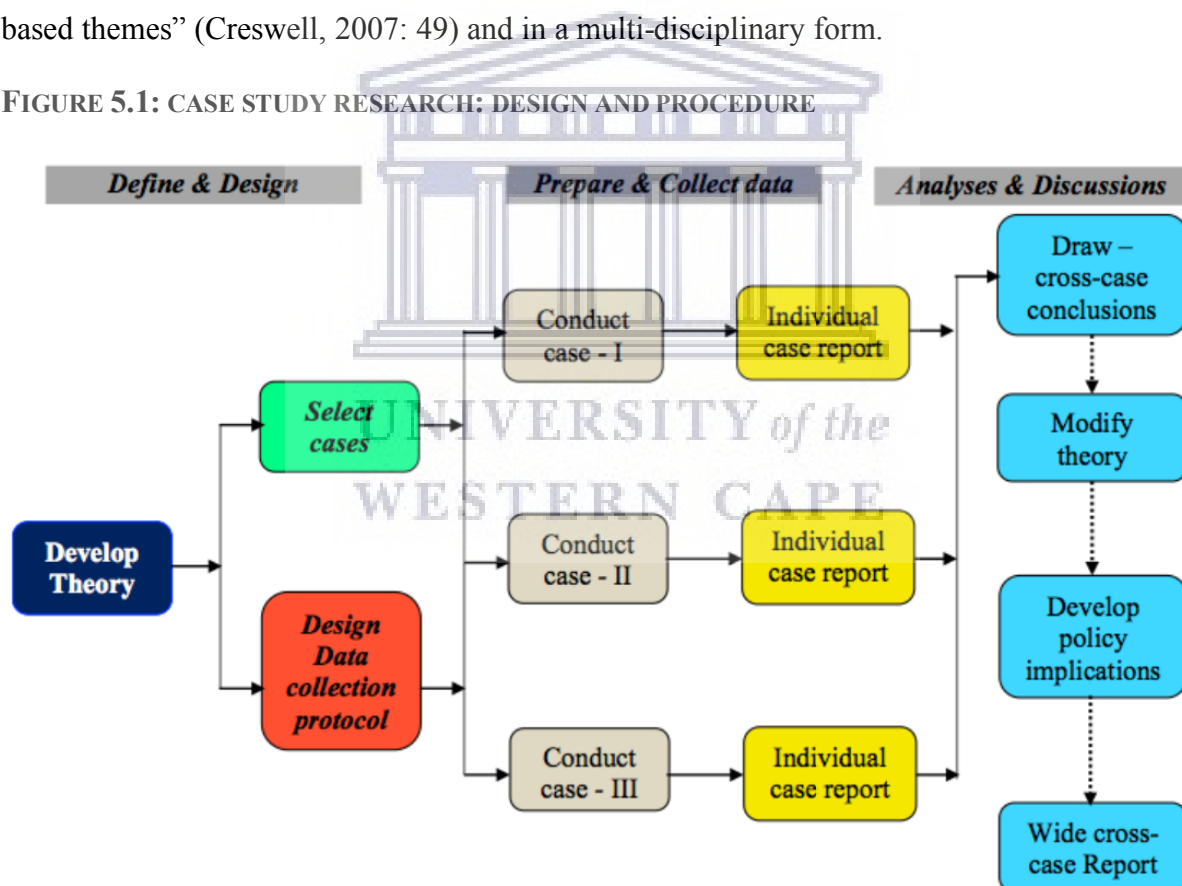 based themes” (Creswell, 2007: 49) and in a multi-disciplinary form.
FIGURE 5.1: CASE STUDY RESEARCH: DESIGN AND PROCEDURE
Define & Design
Prepare & Collect data
Analyses & Discussions
Develop
Theory
Select
cases
Design
Data
collection
protocol
Conduct
case - I
Individual
case report
Conduct
case - II
Individual
case report
Conduct
case - III
Individual
case report
Draw –
cross-case
conclusions
Modify
theory
Develop
policy
implications
Wide cross-
case Report
UNIVERSITY of the
WESTERN CAPE